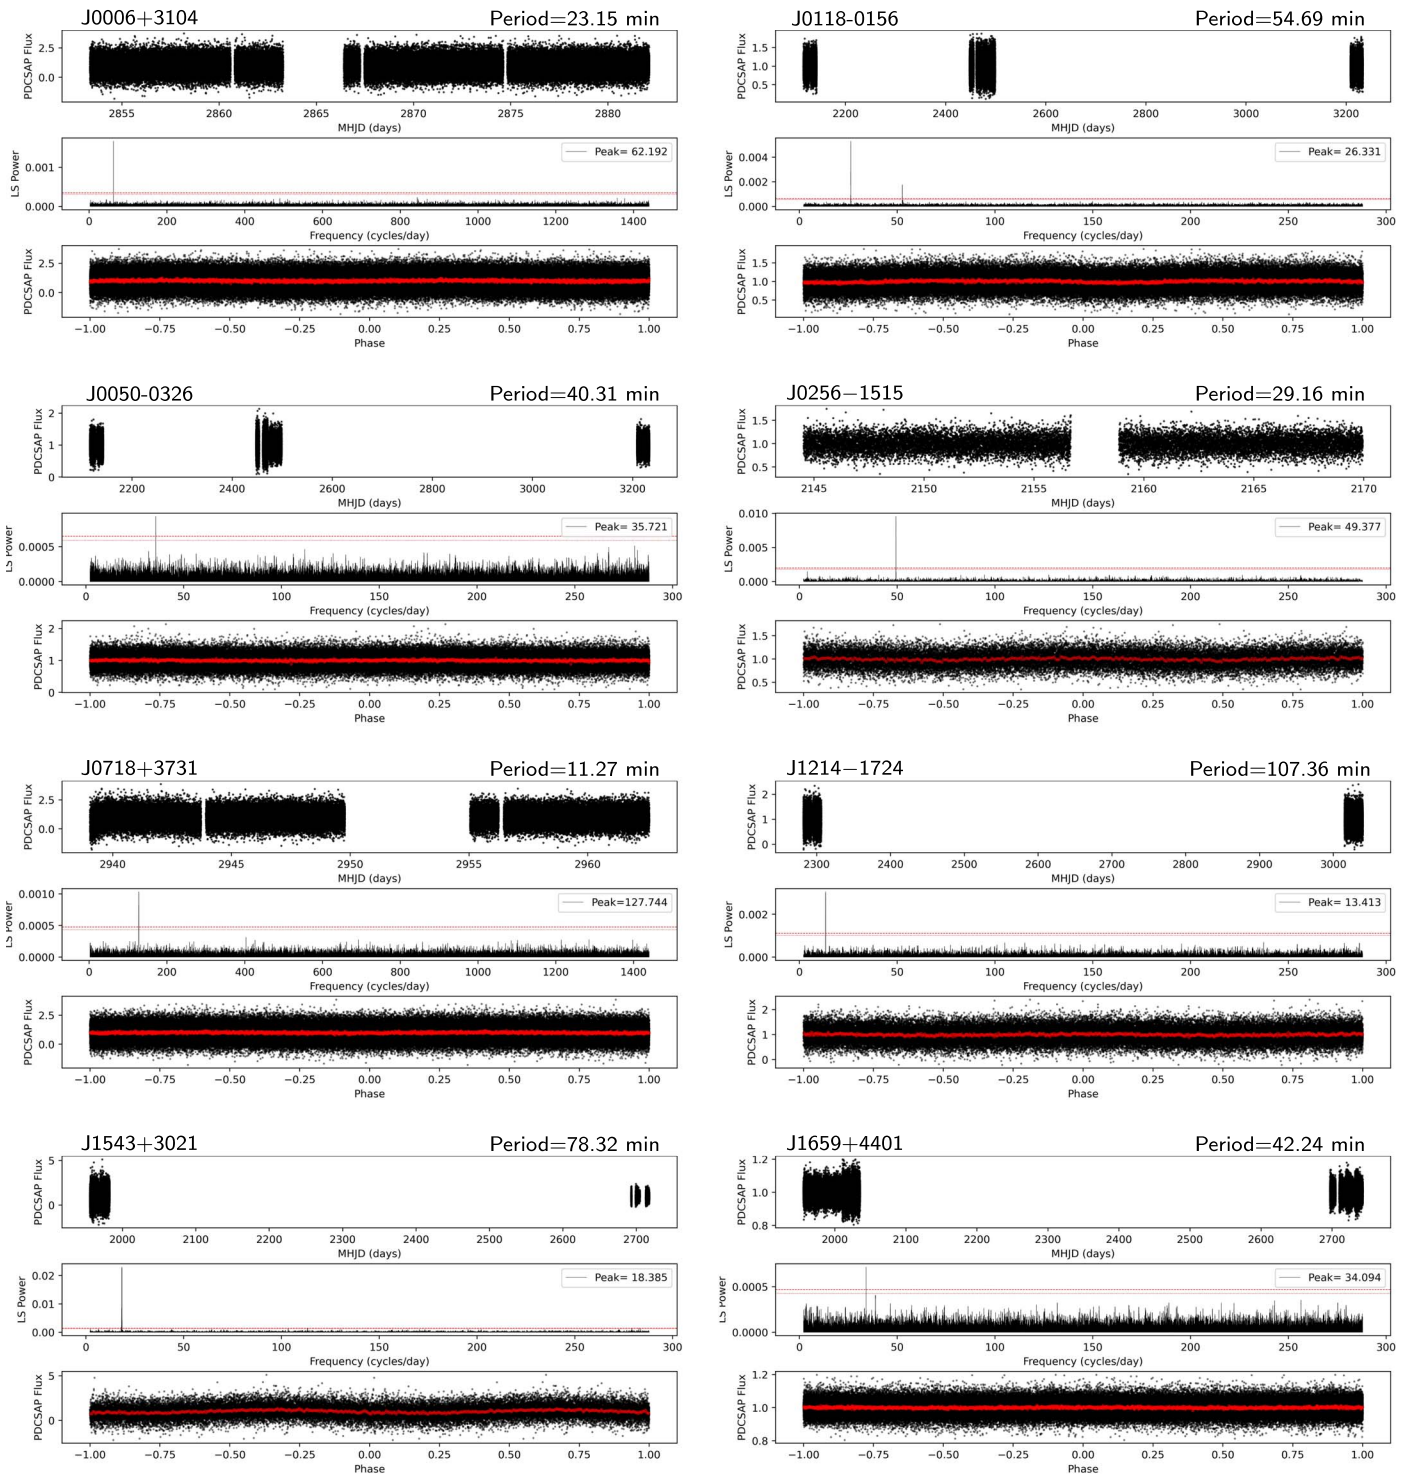 J0006+3104 Period=23.15 min
PDCSAP Flux
2.5
0.0
2855 2860 2865 2870 2875 2880
MHJD (days)
LS Power
0.001
0.000
Peak= 62.192
0 200 400 600 800 1000 1200 1400
Frequency (cycles/day)
PDCSAP Flux
2.5
0.0
−1.00 −0.75 −0.50 −0.25 0.00 0.25 0.50 0.75 1.00
Phase
J0118-0156 Period=54.69 min
PDCSAP Flux
1.5
1.0
0.5
2200 2400 2600 2800 3000 3200
MHJD (days)
LS Power
0.004
0.002
0.000
Peak= 26.331
0 50 100 150 200 250 300
Frequency (cycles/day)
PDCSAP Flux
1.5
1.0
0.5
−1.00 −0.75 −0.50 −0.25 0.00 0.25 0.50 0.75 1.00
Phase
J0050-0326 Period=40.31 min
PDCSAP Flux
2
1
0
2200 2400 2600 2800 3000 3200
MHJD (days)
LS Power
0.0005
0.0000
Peak= 35.721
0 50 100 150 200 250 300
Frequency (cycles/day)
PDCSAP Flux
2
1
0
−1.00 −0.75 −0.50 −0.25 0.00 0.25 0.50 0.75 1.00
Phase
J0256−1515 Period=29.16 min
PDCSAP Flux
1.5
1.0
0.5
2145 2150 2155 2160 2165 2170
MHJD (days)
LS Power
0.010
0.005
0.000
Peak= 49.377
0 50 100 150 200 250 300
Frequency (cycles/day)
PDCSAP Flux
1.5
1.0
0.5
−1.00 −0.75 −0.50 −0.25 0.00 0.25 0.50 0.75 1.00
Phase
J0718+3731 Period=11.27 min
PDCSAP Flux
2.5
0.0
2940 2945 2950 2955 2960
MHJD (days)
LS Power
0.0010
0.0005
0.0000
Peak=127.744
0 200 400 600 800 1000 1200 1400
Frequency (cycles/day)
PDCSAP Flux
2.5
0.0
−1.00 −0.75 −0.50 −0.25 0.00 0.25 0.50 0.75 1.00
Phase
J1214−1724 Period=107.36 min
PDCSAP Flux
2
1
0
2300 2400 2500 2600 2700 2800 2900 3000
MHJD (days)
LS Power
0.002
0.000
Peak= 13.413
0 50 100 150 200 250 300
Frequency (cycles/day)
PDCSAP Flux
2
1
0
−1.00 −0.75 −0.50 −0.25 0.00 0.25 0.50 0.75 1.00
Phase
J1543+3021 Period=78.32 min
PDCSAP Flux
5
0
2000 2100 2200 2300 2400 2500 2600 2700
MHJD (days)
LS Power
0.02
0.01
0.00
Peak= 18.385
0 50 100 150 200 250 300
Frequency (cycles/day)
PDCSAP Flux
5
0
−1.00 −0.75 −0.50 −0.25 0.00 0.25 0.50 0.75 1.00
Phase
J1659+4401 Period=42.24 min
PDCSAP Flux
1.2
1.0
0.8
2000 2100 2200 2300 2400 2500 2600 2700
MHJD (days)
LS Power
0.0005
0.0000
Peak= 34.094
0 50 100 150 200 250 300
Frequency (cycles/day)
PDCSAP Flux
1.2
1.0
0.8
−1.00 −0.75 −0.50 −0.25 0.00 0.25 0.50 0.75 1.00
Phase